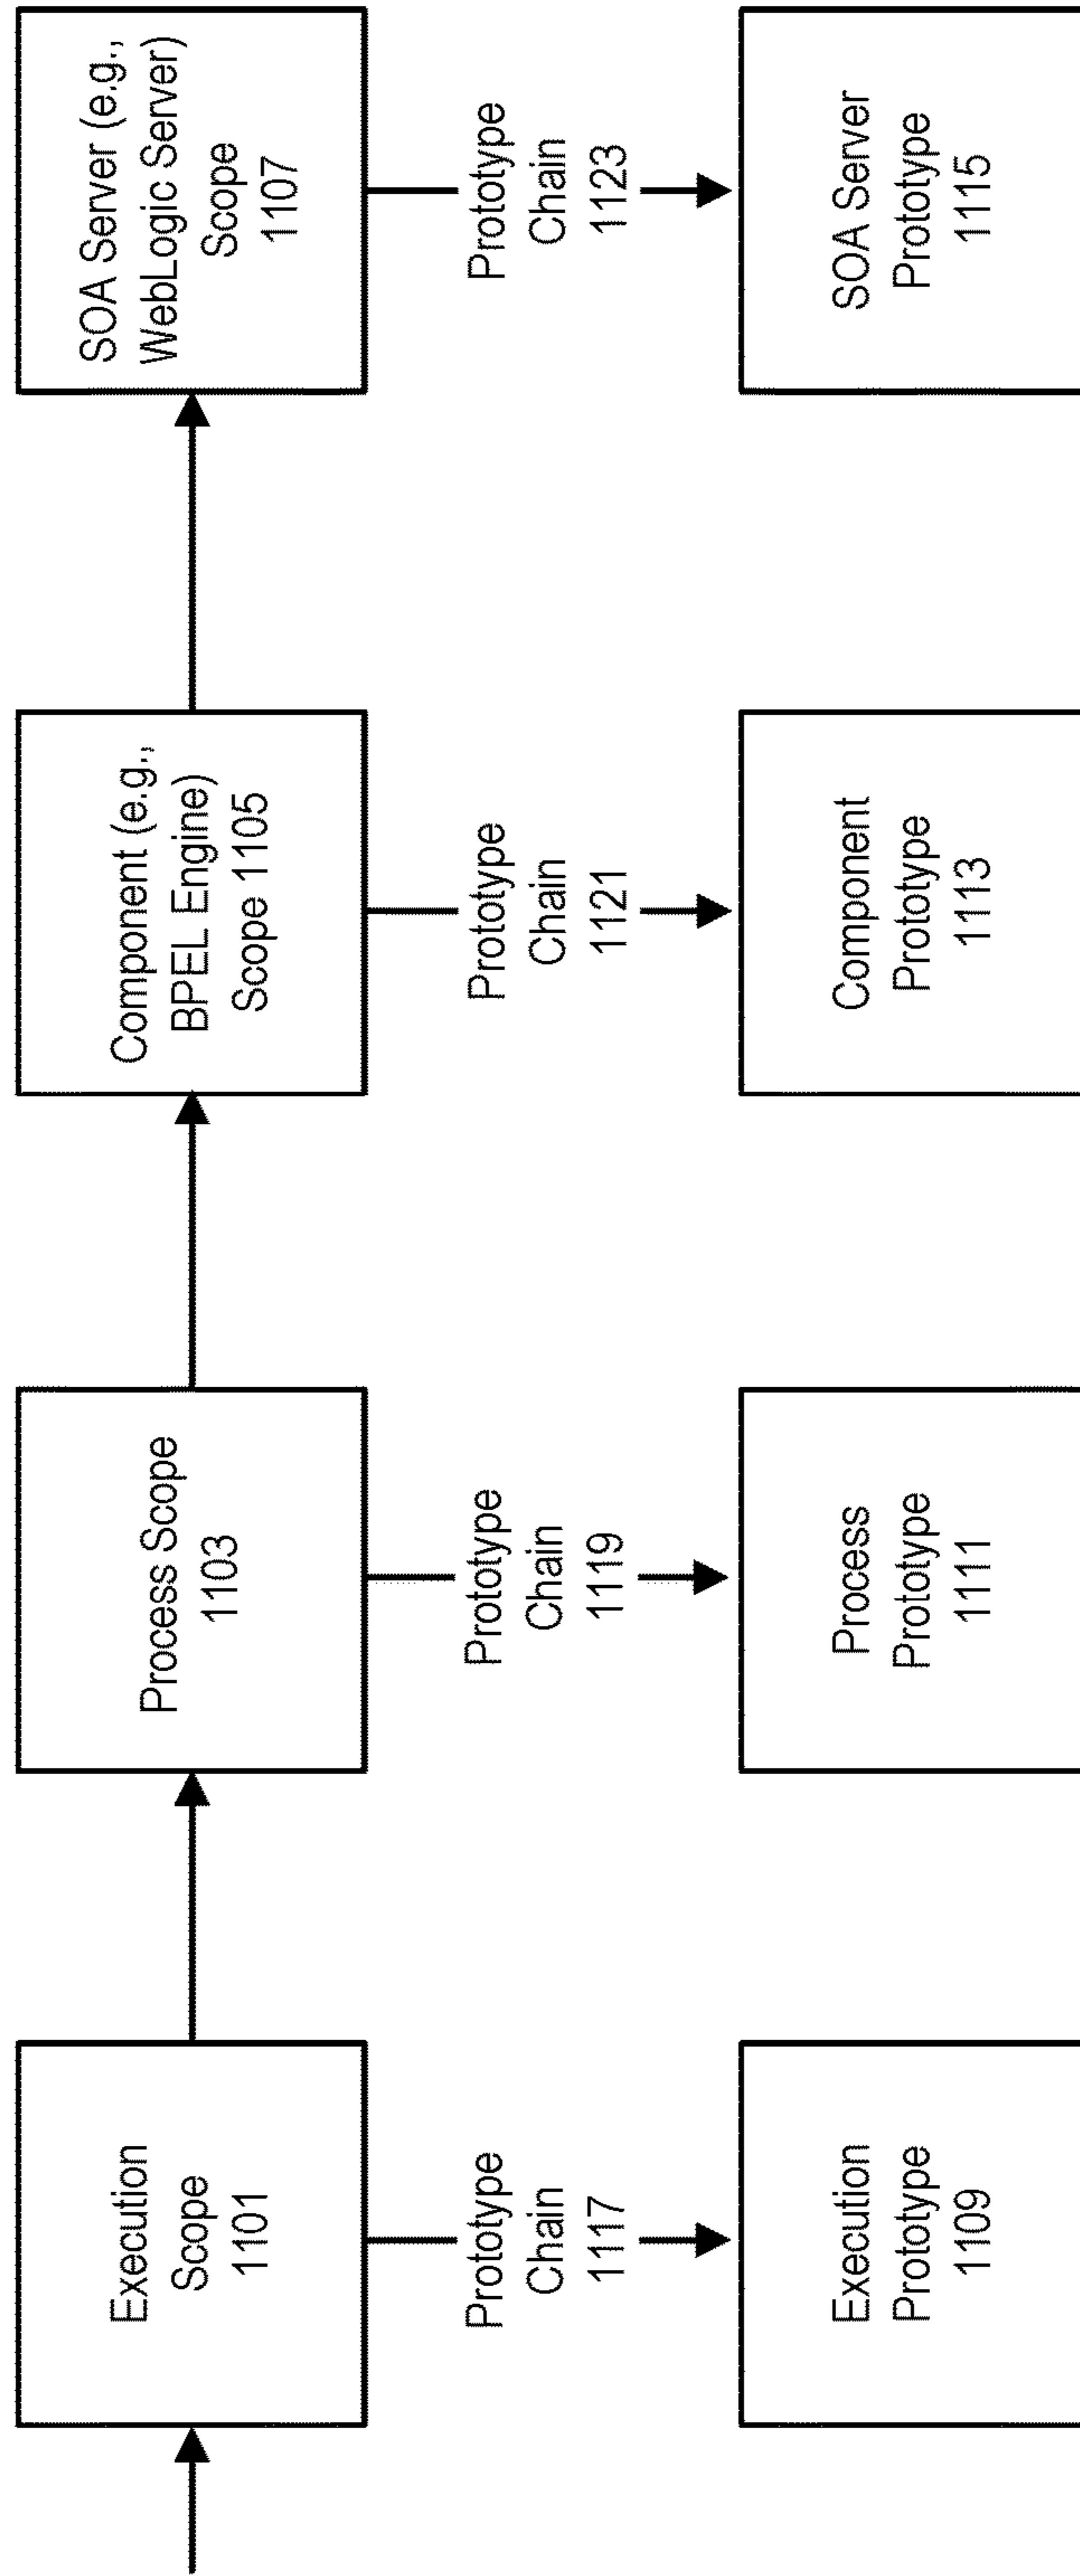 Execution
Scope
1101
Process Scope
1103
Component (e.g.,
BPEL Engine)
Scope 1105
SOA Server (e.g.,
WebLogic Server)
Scope
1107
Prototype
Chain
1117
Prototype
Chain
1119
Prototype
Chain
1121
Prototype
Chain
1123
Execution
Prototype
1109
Process
Prototype
1111
Component
Prototype
1113
SOA Server
Prototype
1115